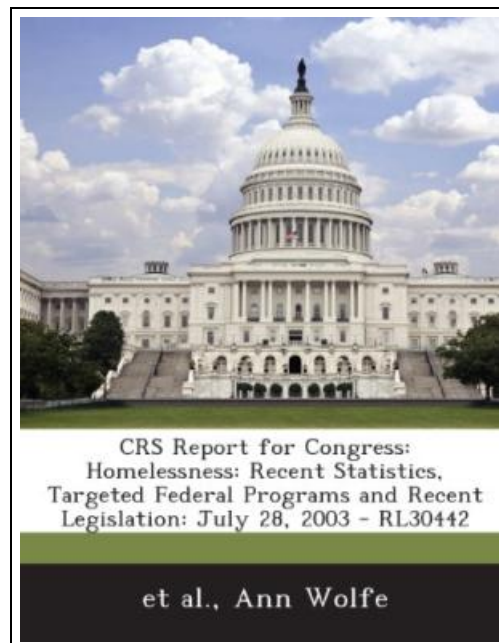 CRS Report for Congress:
Homelessness: Recent Statistics,
Targeted Federal Programs and Recent
Legislation: July 28, 2003 - RL30442
et al., Ann Wolfe